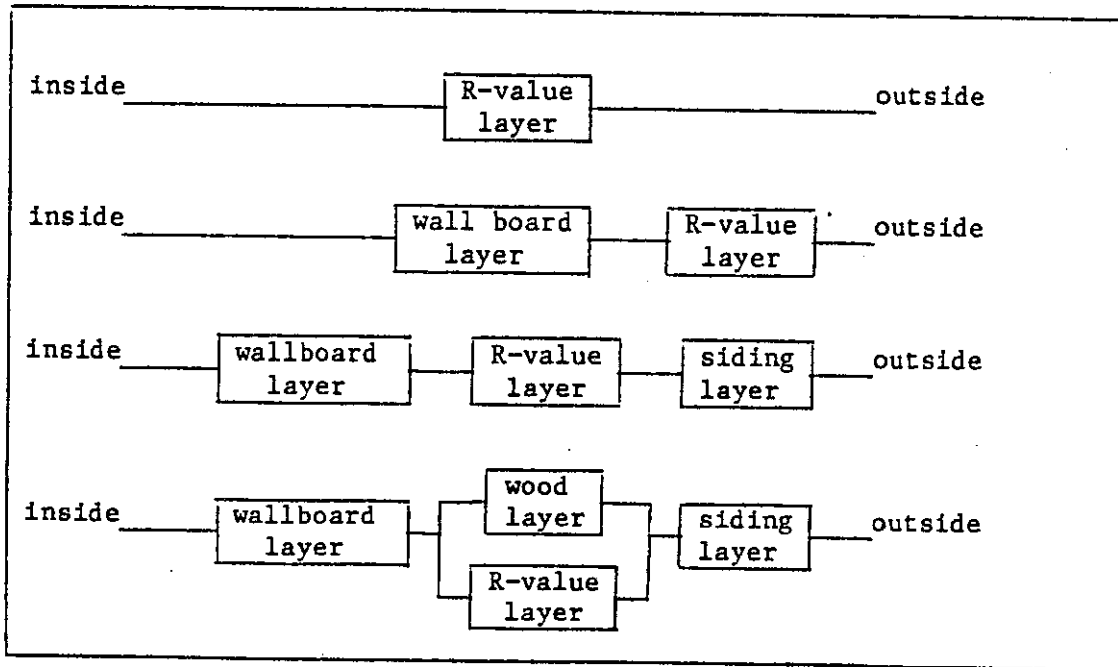 inside
R-value
layer
outside
inside
wall board
layer
R-value
layer
outside
inside
wallboard
layer
R-value
layer
siding
layer
outside
inside
wallboard
layer
wood
layer
R-value
layer
siding
layer
outside